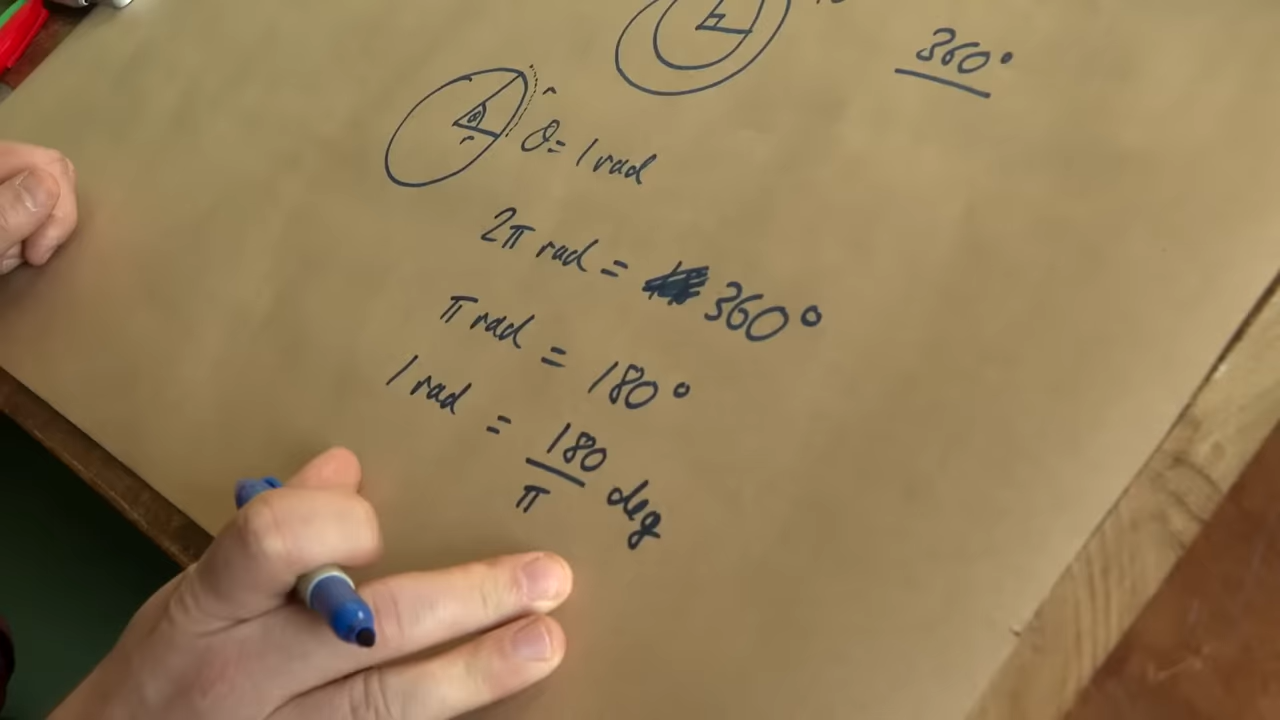 360°
θ = 1 rad
r
2π rad = 360°
π rad = 180°
1 rad = 180/π deg